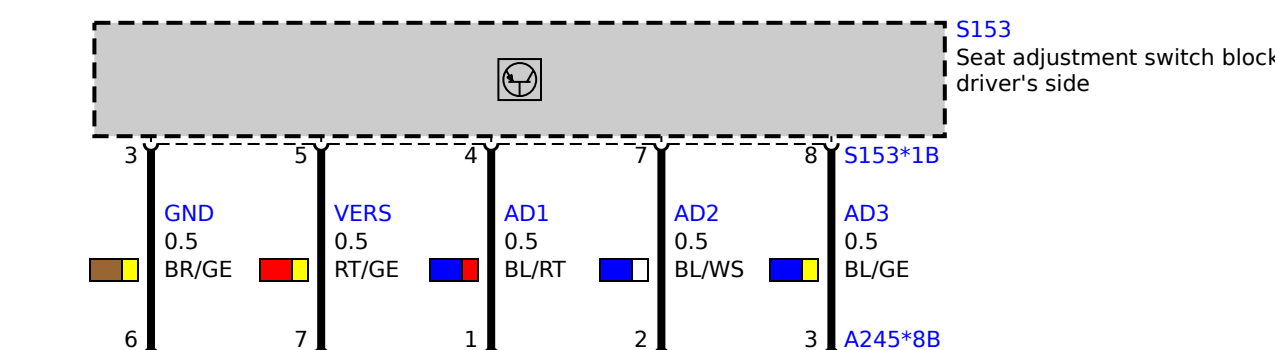 S153
Seat adjustment switch block
driver's side
3 5 4 7 8 S153*1B
GND VERS AD1 AD2 AD3
0.5 0.5 0.5 0.5 0.5
BR/GE RT/GE BL/RT BL/WS BL/GE
6 7 1 2 3 A245*8B